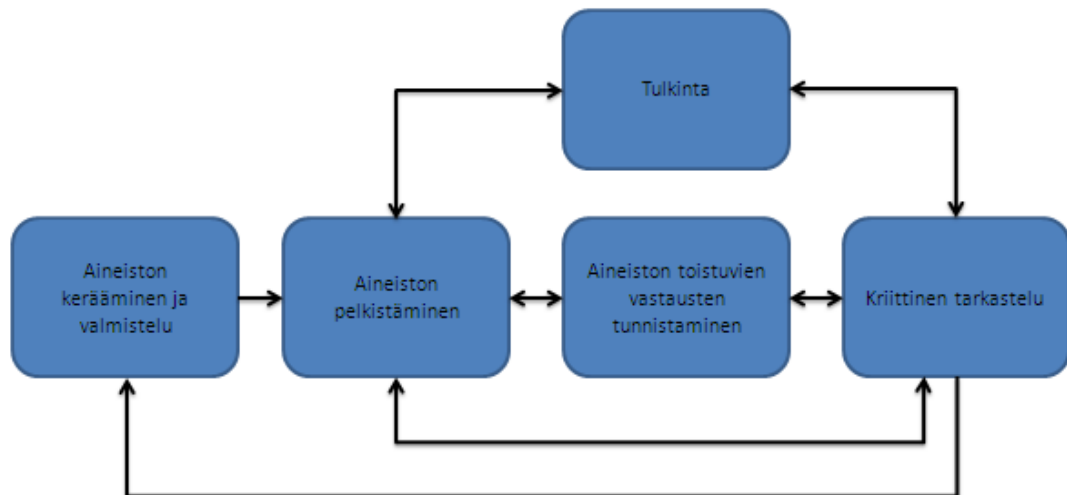 Tulkinta
Aineiston
kerääminen ja
valmistelu
Aineiston
pelkistäminen
Aineiston toistuvien
vastausten
tunnistaminen
Kriittinen tarkastelu